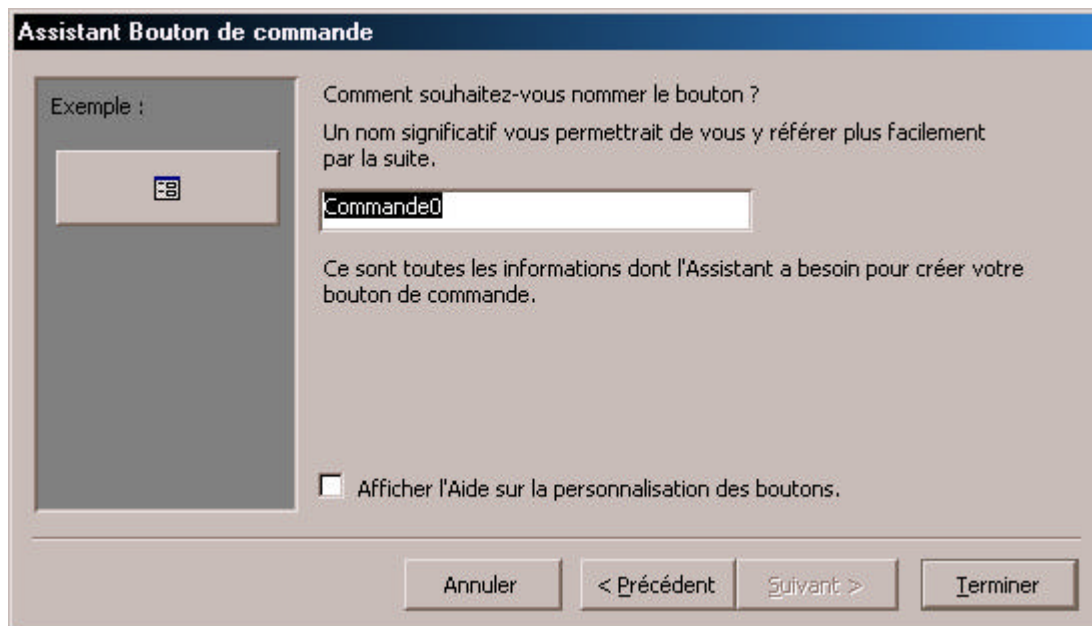 Assistant Bouton de commande
Exemple :
Comment souhaitez-vous nommer le bouton ?
Un nom significatif vous permettrait de vous y référer plus facilement
par la suite.
Commande0
Ce sont toutes les informations dont l'Assistant a besoin pour créer votre
bouton de commande.
Afficher l'Aide sur la personnalisation des boutons.
Annuler
< Précédent
Suivant >
Terminer